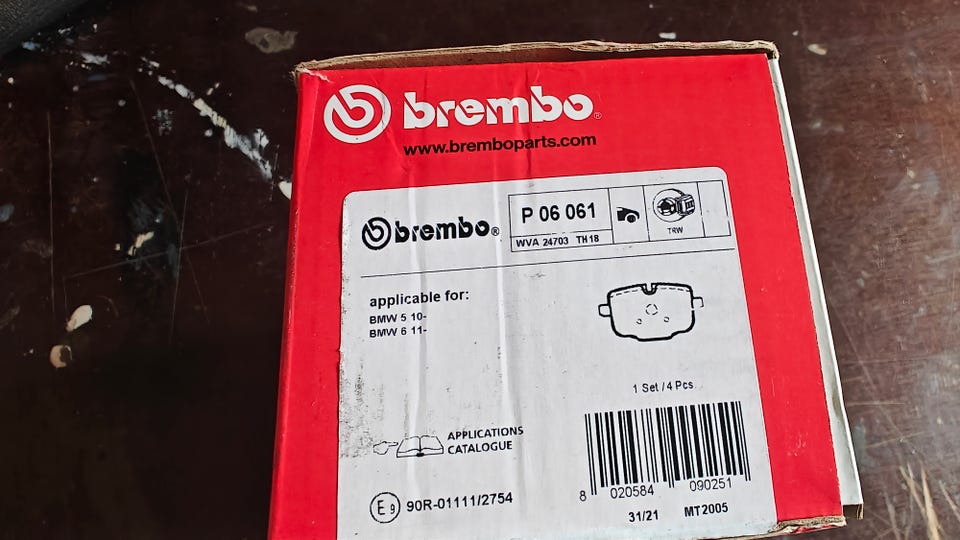 brembo®
www.bremboparts.com
brembo®
P 06 061
WVA 24703 TH18
TRW
applicable for:
BMW 5 10-
BMW 6 11-
1 Set / 4 Pcs.
APPLICATIONS
CATALOGUE
E9 90R-01111/2754
8 020584 090251
31/21 MT2005